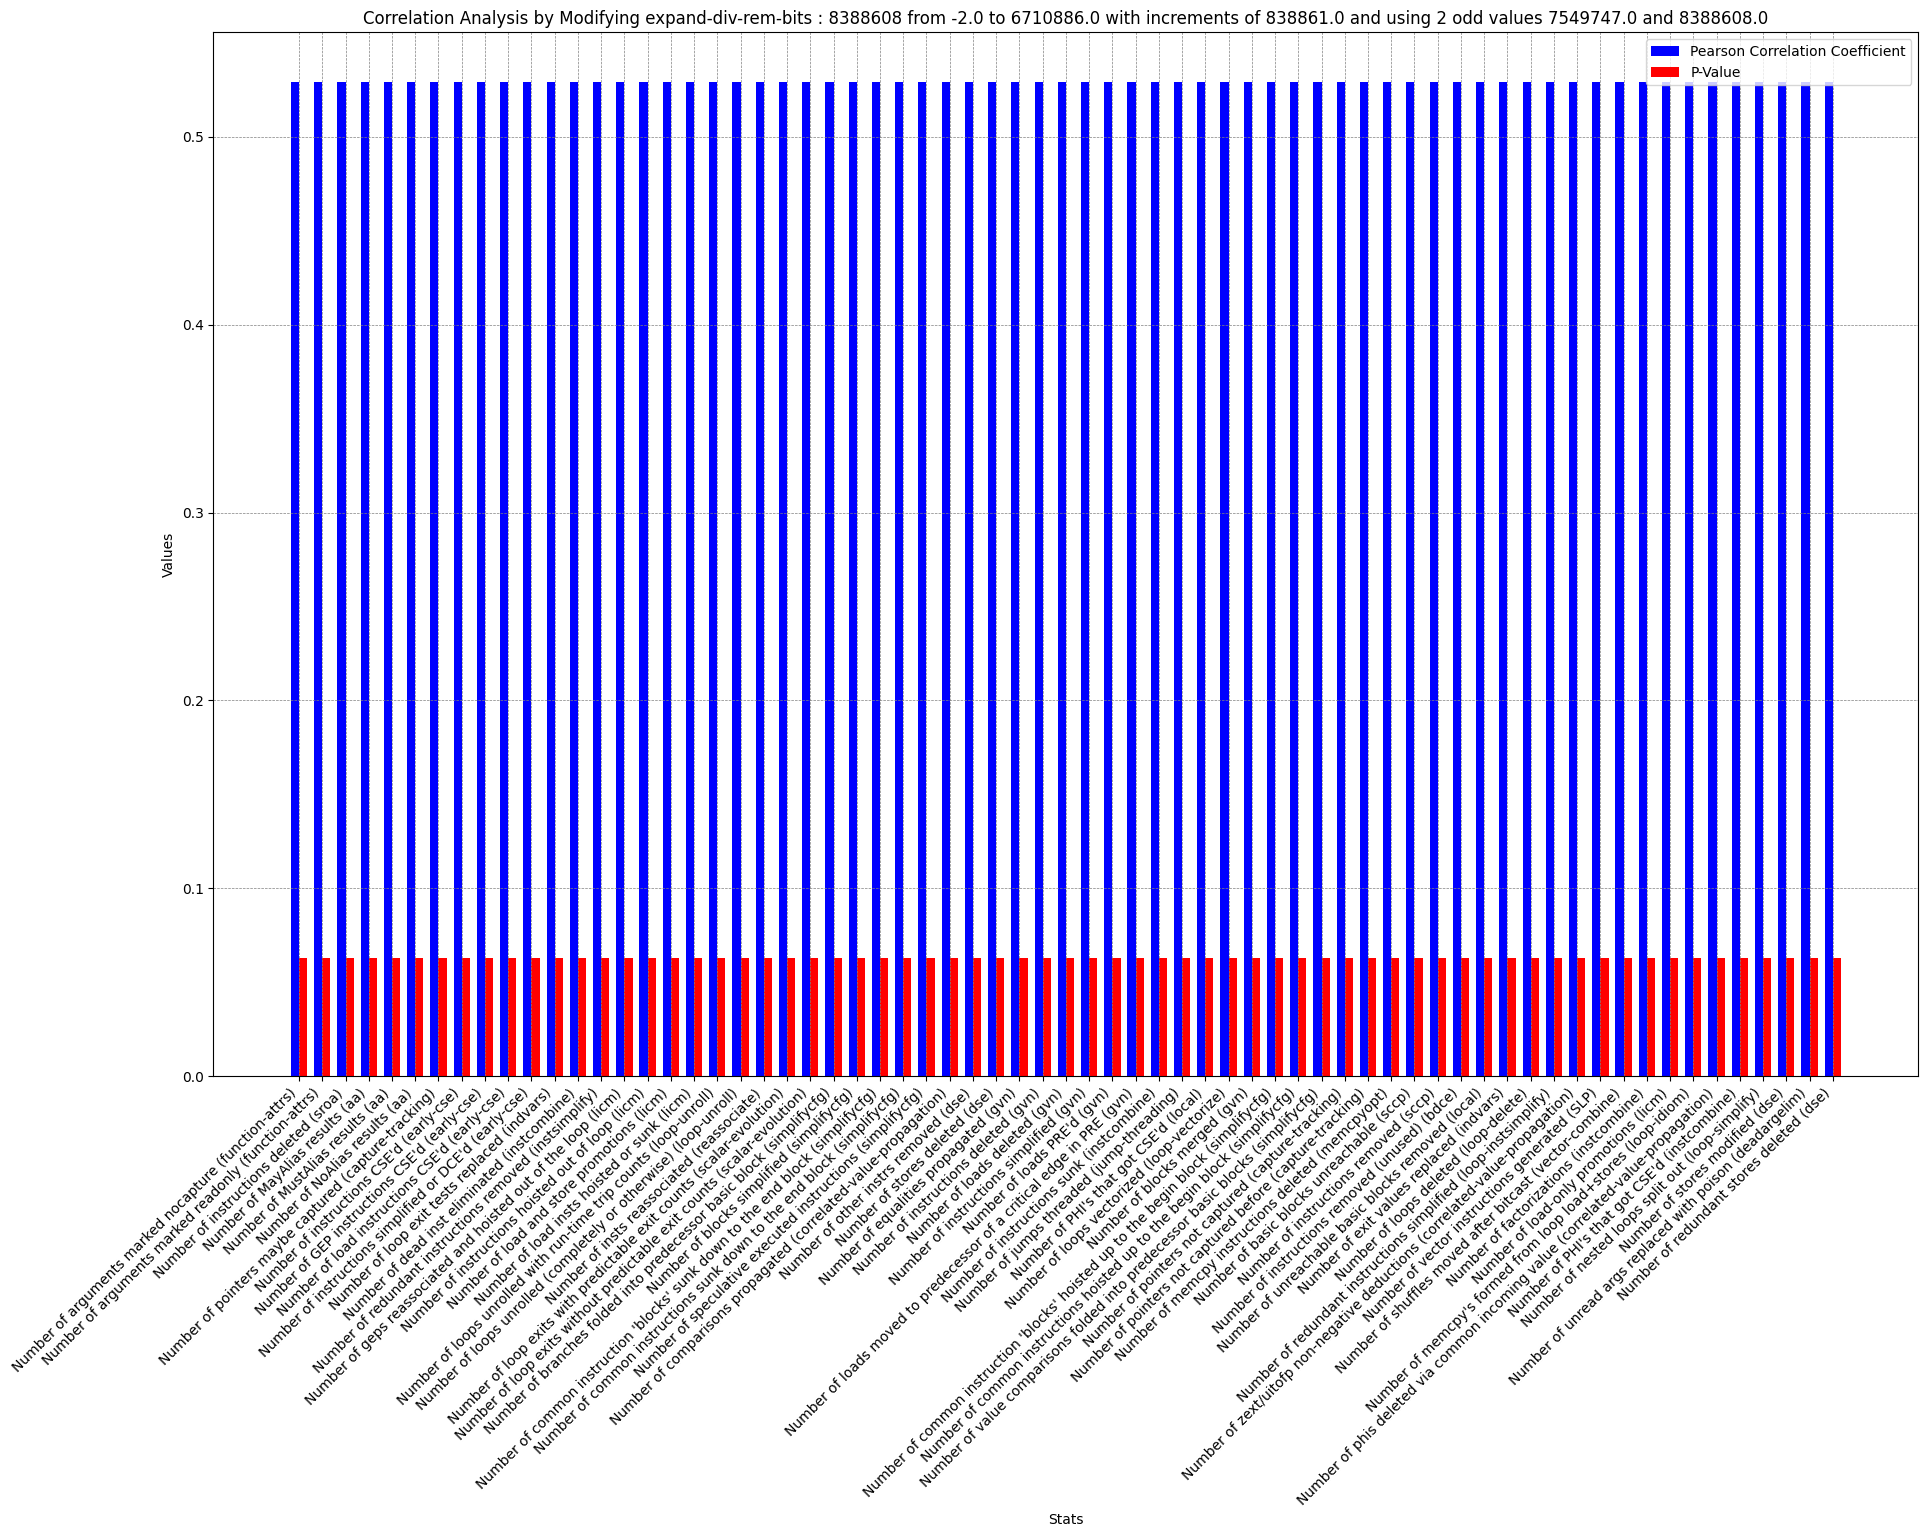 Correlation Analysis by Modifying expand-div-rem-bits : 8388608 from -2.0 to 6710886.0 with increments of 838861.0 and using 2 odd values 7549747.0 and 8388608.0
Pearson Correlation Coefficient
P-Value
Values
0.5
0.4
0.3
0.2
0.1
0.0
Number of arguments marked nocapture (function-attrs)
Number of arguments marked readonly (function-attrs)
Number of instructions deleted (sroa)
Number of MayAlias results (aa)
Number of MustAlias results (aa)
Number of NoAlias results (aa)
Number of pointers maybe captured (capture-tracking)
Number of instructions CSE'd (early-cse)
Number of GEP instructions CSE'd (early-cse)
Number of load instructions CSE'd (early-cse)
Number of instructions simplified or DCE'd (early-cse)
Number of loop exit tests replaced (indvars)
Number of dead inst eliminated (instcombine)
Number of redundant instructions removed (instsimplify)
Number of geps reassociated and hoisted out of the loop (licm)
Number of instructions hoisted out of loop (licm)
Number of load and store promotions (licm)
Number of load insts hoisted or sunk (licm)
Number of loops unrolled with run-time trip counts (loop-unroll)
Number of loops unrolled (completely or otherwise) (loop-unroll)
Number of insts reassociated (reassociate)
Number of loop exits with predictable exit counts (scalar-evolution)
Number of loop exits without predictable exit counts (scalar-evolution)
Number of branches folded into predecessor basic block (simplifycfg)
Number of blocks simplified (simplifycfg)
Number of common instruction 'blocks' sunk down to the end block (simplifycfg)
Number of common instructions sunk down to the end block (simplifycfg)
Number of speculative executed instructions (simplifycfg)
Number of comparisons propagated (correlated-value-propagation)
Number of other instrs removed (dse)
Number of stores deleted (dse)
Number of equalities propagated (gvn)
Number of instructions deleted (gvn)
Number of loads deleted (gvn)
Number of instructions simplified (gvn)
Number of loads PRE'd (gvn)
Number of loads moved to predecessor of a critical edge in PRE (gvn)
Number of instructions sunk (instcombine)
Number of jumps threaded (jump-threading)
Number of PHI's that got CSE'd (local)
Number of loops vectorized (loop-vectorize)
Number of blocks merged (gvn)
Number of common instruction 'blocks' hoisted up to the begin block (simplifycfg)
Number of common instructions hoisted up to the begin block (simplifycfg)
Number of value comparisons folded into predecessor basic blocks (simplifycfg)
Number of pointers not captured (capture-tracking)
Number of pointers not captured before (capture-tracking)
Number of memcpy instructions deleted (memcpyopt)
Number of basic blocks unreachable (sccp)
Number of instructions removed (sccp)
Number of instructions removed (unused) (bdce)
Number of unreachable basic blocks removed (local)
Number of exit values replaced (indvars)
Number of loops deleted (loop-delete)
Number of redundant instructions simplified (loop-instsimplify)
Number of zext/uitofp non-negative deductions (correlated-value-propagation)
Number of vector instructions generated (SLP)
Number of shuffles moved after bitcast (vector-combine)
Number of factorizations (instcombine)
Number of load-only promotions (licm)
Number of memcpy's formed from loop load+stores (loop-idiom)
Number of phis deleted via common incoming value (correlated-value-propagation)
Number of PHI's that got CSE'd (instcombine)
Number of nested loops split out (loop-simplify)
Number of stores modified (dse)
Number of unread args replaced with poison (deadargelim)
Number of redundant stores deleted (dse)
Stats